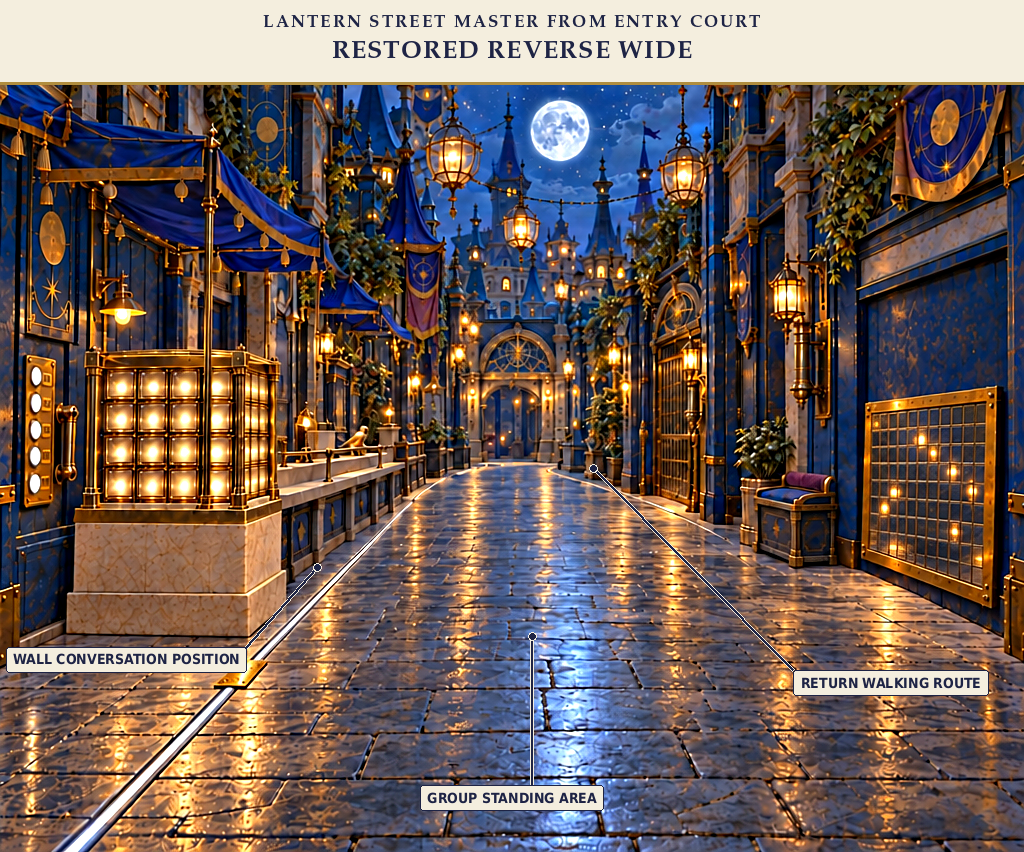 LANTERN STREET MASTER FROM ENTRY COURT
RESTORED REVERSE WIDE
WALL CONVERSATION POSITION
RETURN WALKING ROUTE
GROUP STANDING AREA